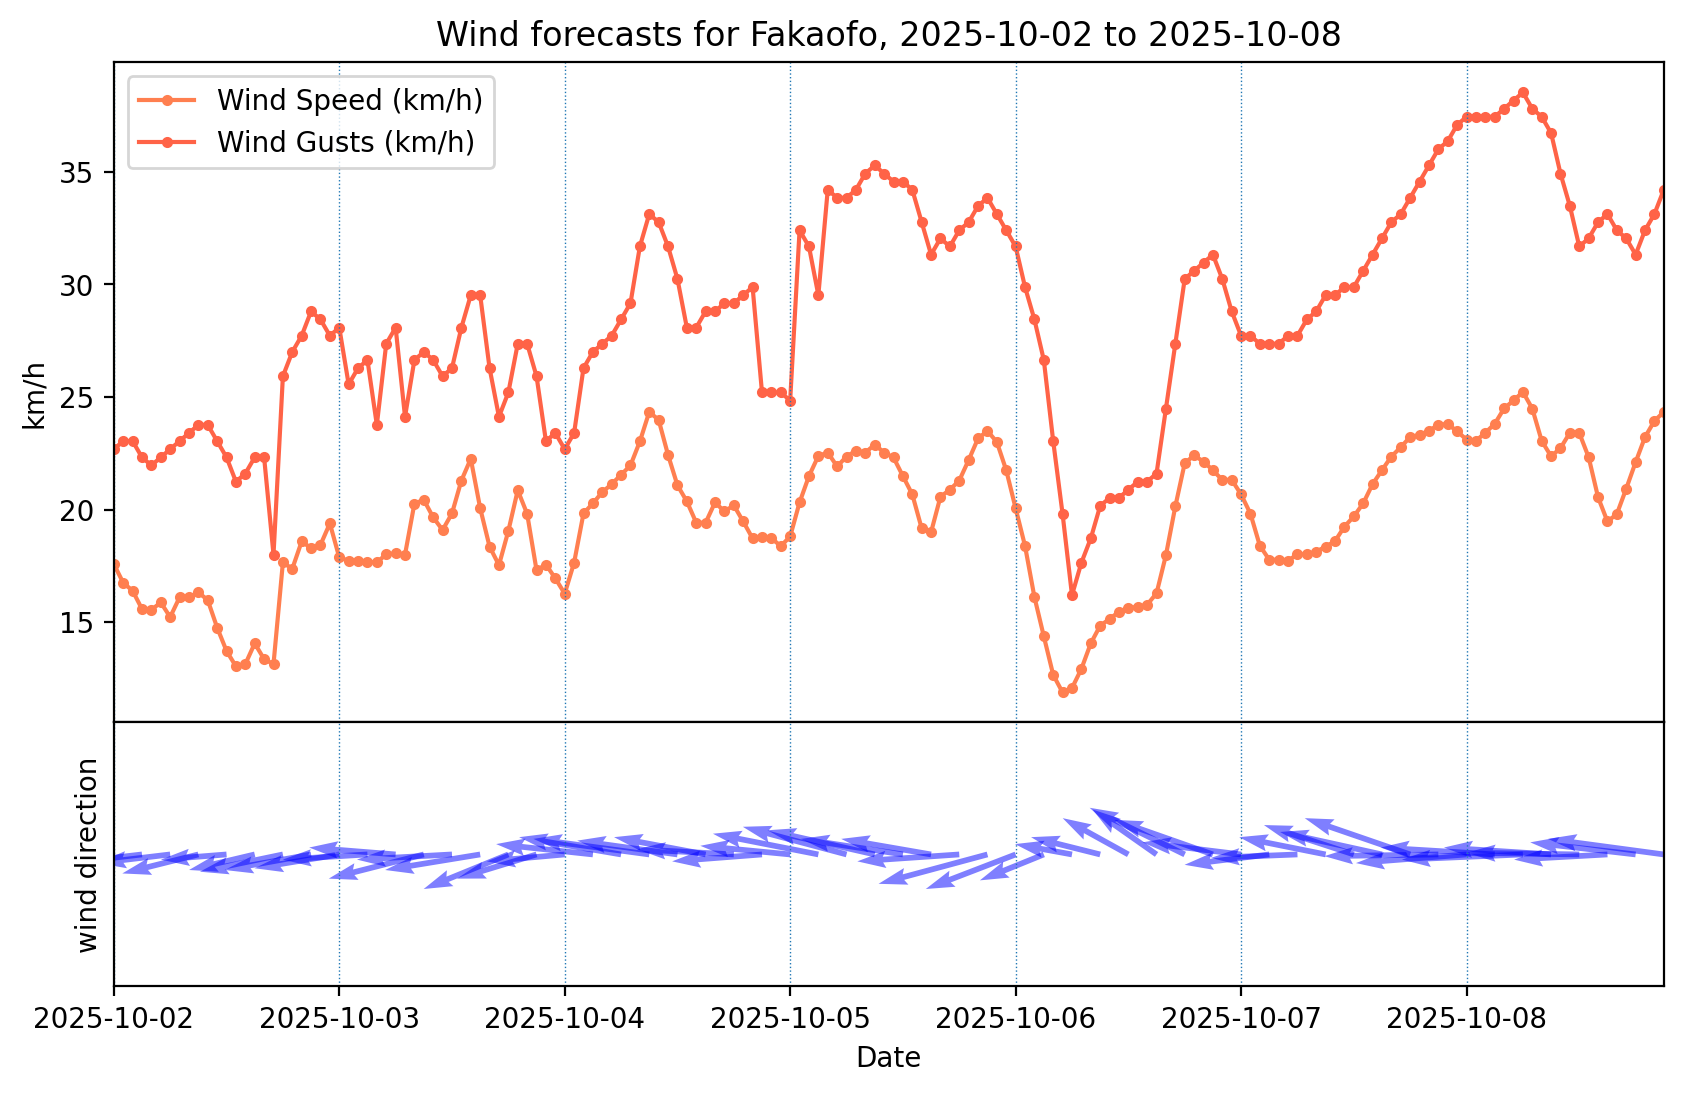 Wind forecasts for Fakaofo, 2025-10-02 to 2025-10-08
Wind Speed (km/h)
Wind Gusts (km/h)
35
30
25
20
15
km/h
wind direction
2025-10-02
2025-10-03
2025-10-04
2025-10-05
2025-10-06
2025-10-07
2025-10-08
Date